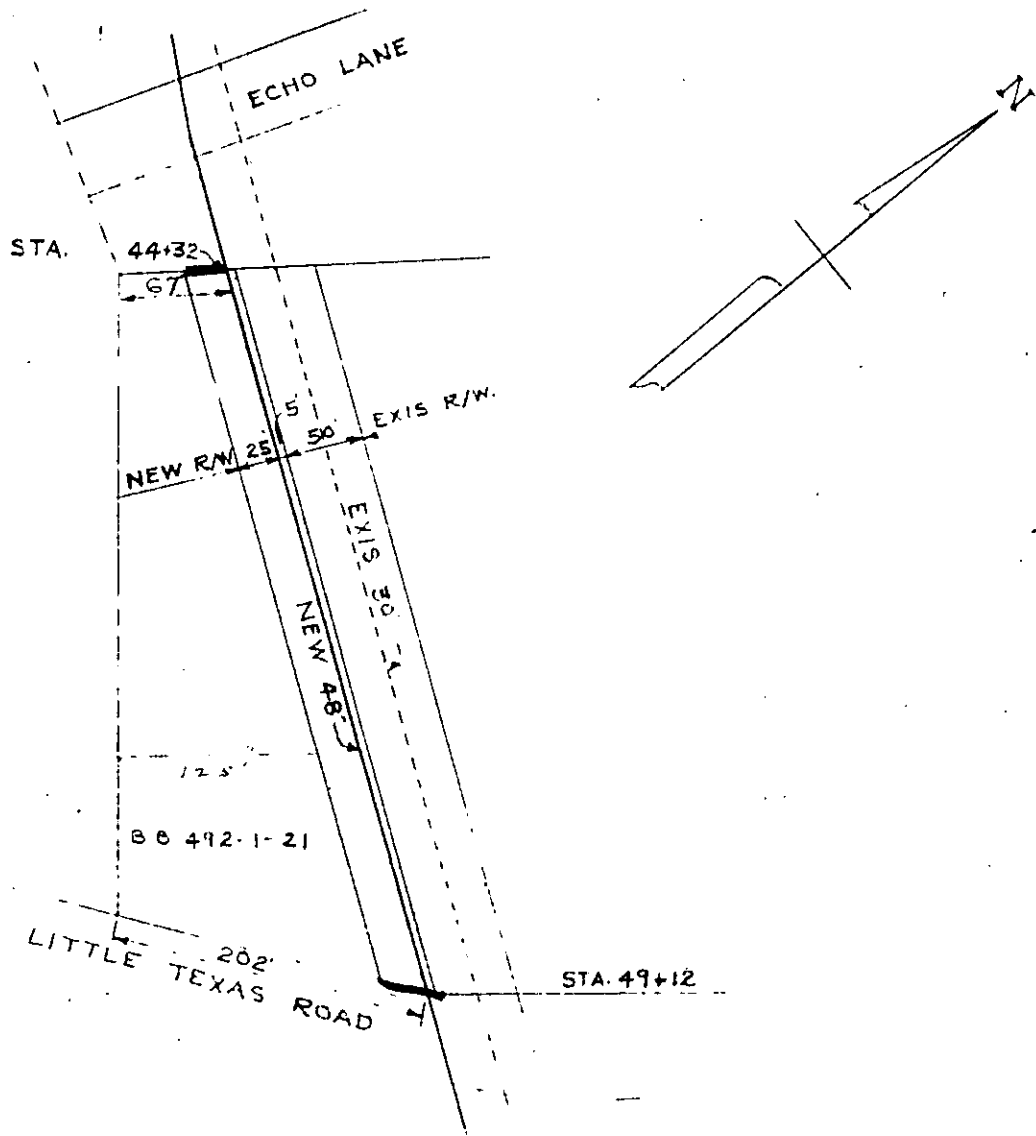 ECHO LANE
N
STA. 44+32
67
5
NEW R/W 25' 50' EXIS R/W.
EXIS 30'
NEW 48'
125'
BB 492-1-21
202'
LITTLE TEXAS ROAD
STA. 49+12